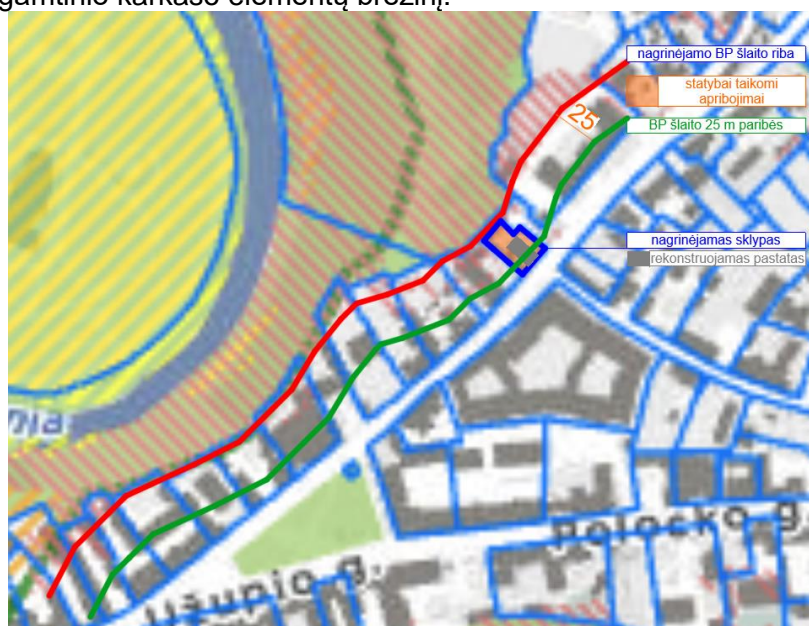 gamtinio karkaso elementų brėžinį.
nagrinėjamo BP šlaito riba
statybai taikomi
apribojimai
BP šlaito 25 m paribės
25
nagrinėjamas sklypas
rekonstruojamas pastatas
nia
Polocko g.
Užupio g.